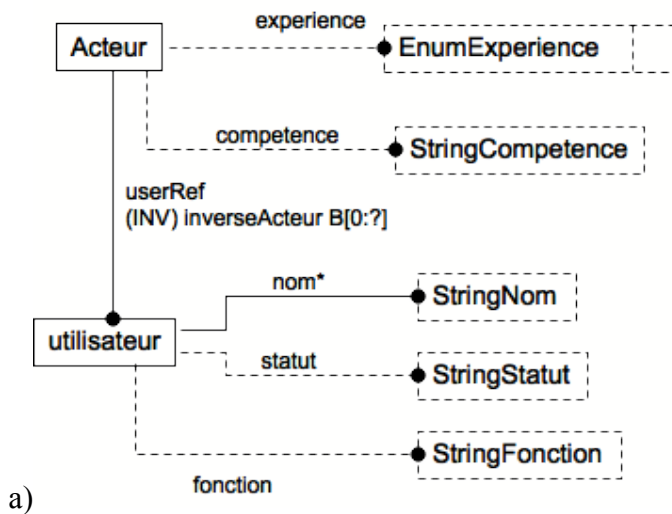 experience
Acteur
EnumExperience
competence
StringCompetence
userRef
(INV) inverseActeur B[0:?]
nom*
StringNom
utilisateur
statut
StringStatut
StringFonction
fonction
a)